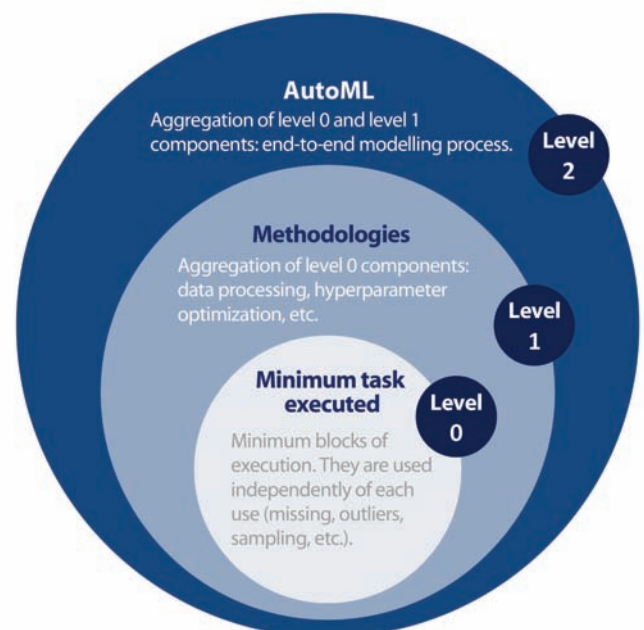 AutoML
Aggregation of level 0 and level 1
components: end-to-end modelling process.
Level
2
Methodologies
Aggregation of level 0 components:
data processing, hyperparameter
optimization, etc.
Level
1
Minimum task
executed
Level
0
Minimum blocks of
execution. They are used
independently of each
use (missing, outliers,
sampling, etc.).